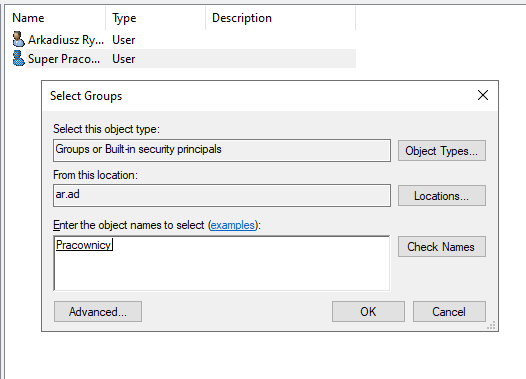 Name Type Description
Arkadiusz Ry... User
Super Praco... User
Select Groups
Select this object type:
Groups or Built-in security principals
Object Types...
From this location:
ar.ad
Locations...
Enter the object names to select (examples):
Pracownicy
Check Names
Advanced...
OK
Cancel